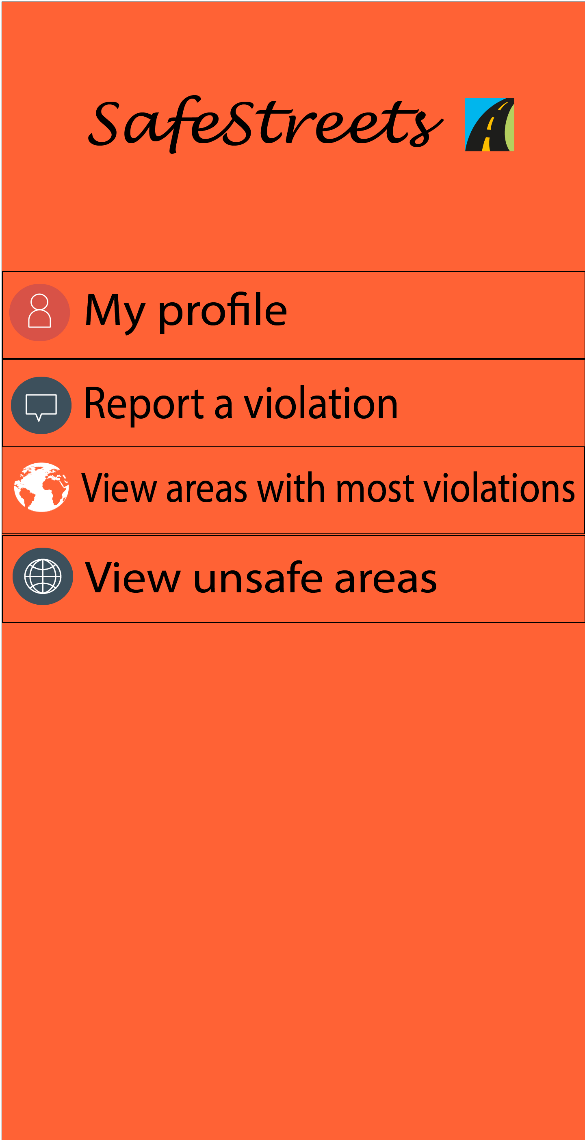 SafeStreets
My profile
Report a violation
View areas with most violations
View unsafe areas